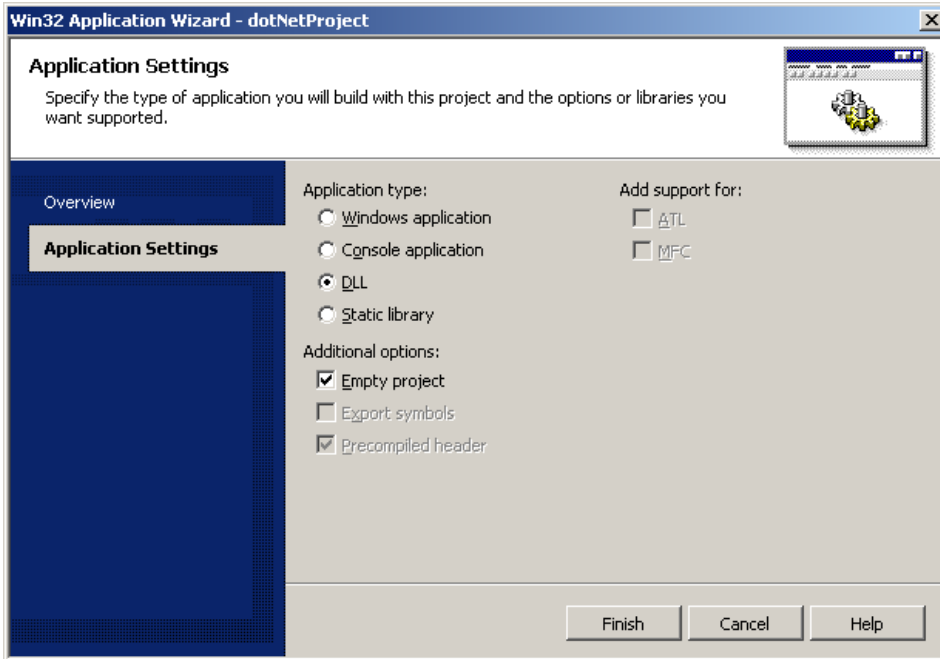 Win32 Application Wizard - dotNetProject
Application Settings
Specify the type of application you will build with this project and the options or libraries you
want supported.
Overview
Application Settings
Application type:
Windows application
Console application
DLL
Static library
Additional options:
Empty project
Export symbols
Precompiled header
Add support for:
ATL
MFC
Finish
Cancel
Help